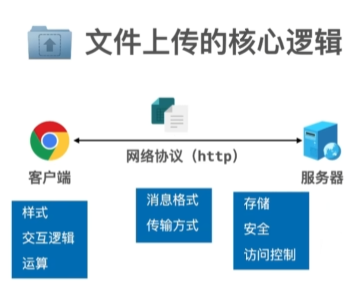 文件上传的核心逻辑
网络协议（http）
客户端
服务器
样式
交互逻辑
运算
消息格式
传输方式
存储
安全
访问控制